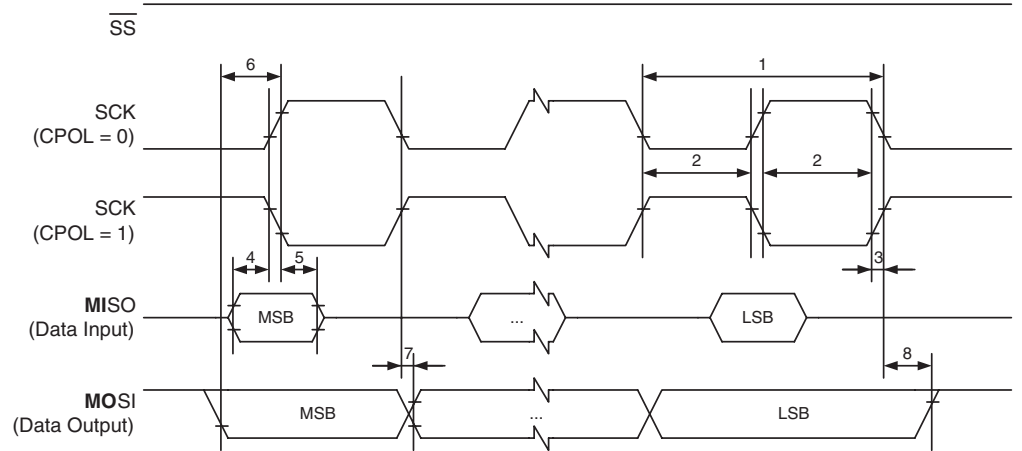 SS
6
1
SCK
(CPOL = 0)
2
2
SCK
(CPOL = 1)
4
5
3
MISO
(Data Input)
MSB
...
LSB
7
8
MOSI
(Data Output)
MSB
...
LSB